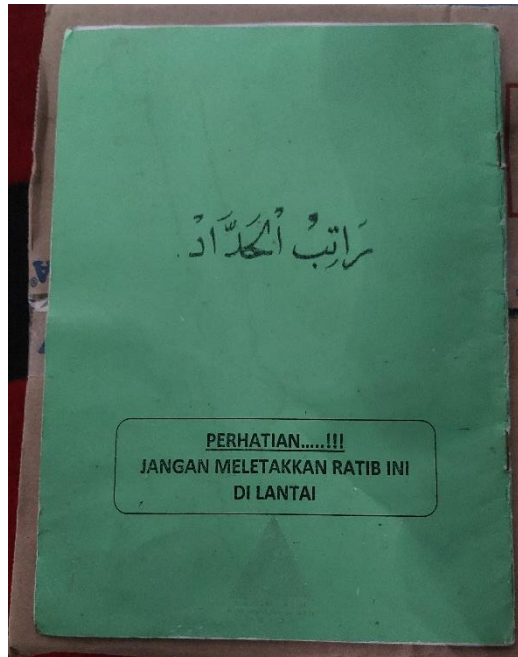 رَاتِبُ الْحَدَّادْ
PERHATIAN.....!!!
JANGAN MELETAKKAN RATIB INI
DI LANTAI